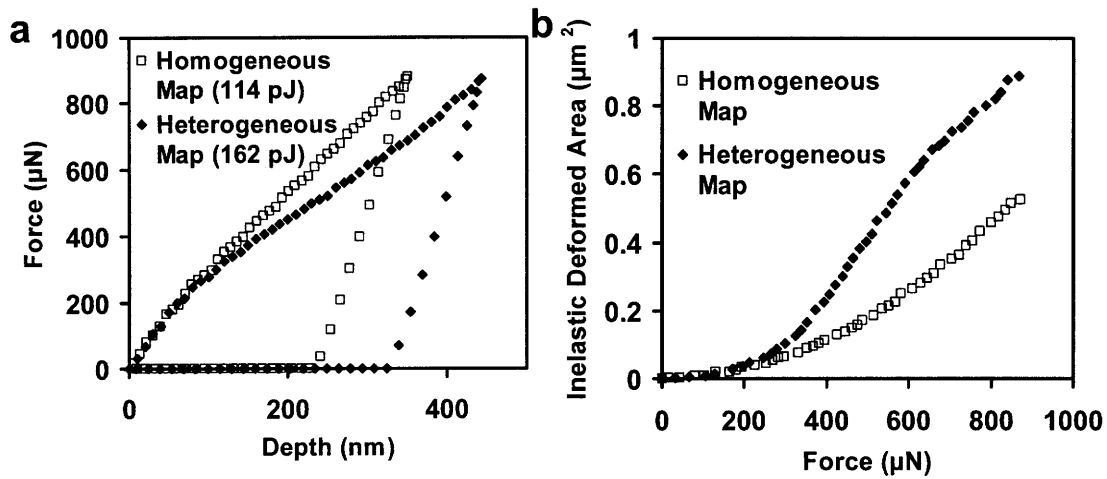 a
1000
800
600
400
200
0
Force (μN)
□ Homogeneous
Map (114 pJ)
◆ Heterogeneous
Map (162 pJ)
0 200 400
Depth (nm)
b
1
0.8
0.6
0.4
0.2
0
Inelastic Deformed Area (μm²)
□ Homogeneous
Map
◆ Heterogeneous
Map
0 200 400 600 800 1000
Force (μN)